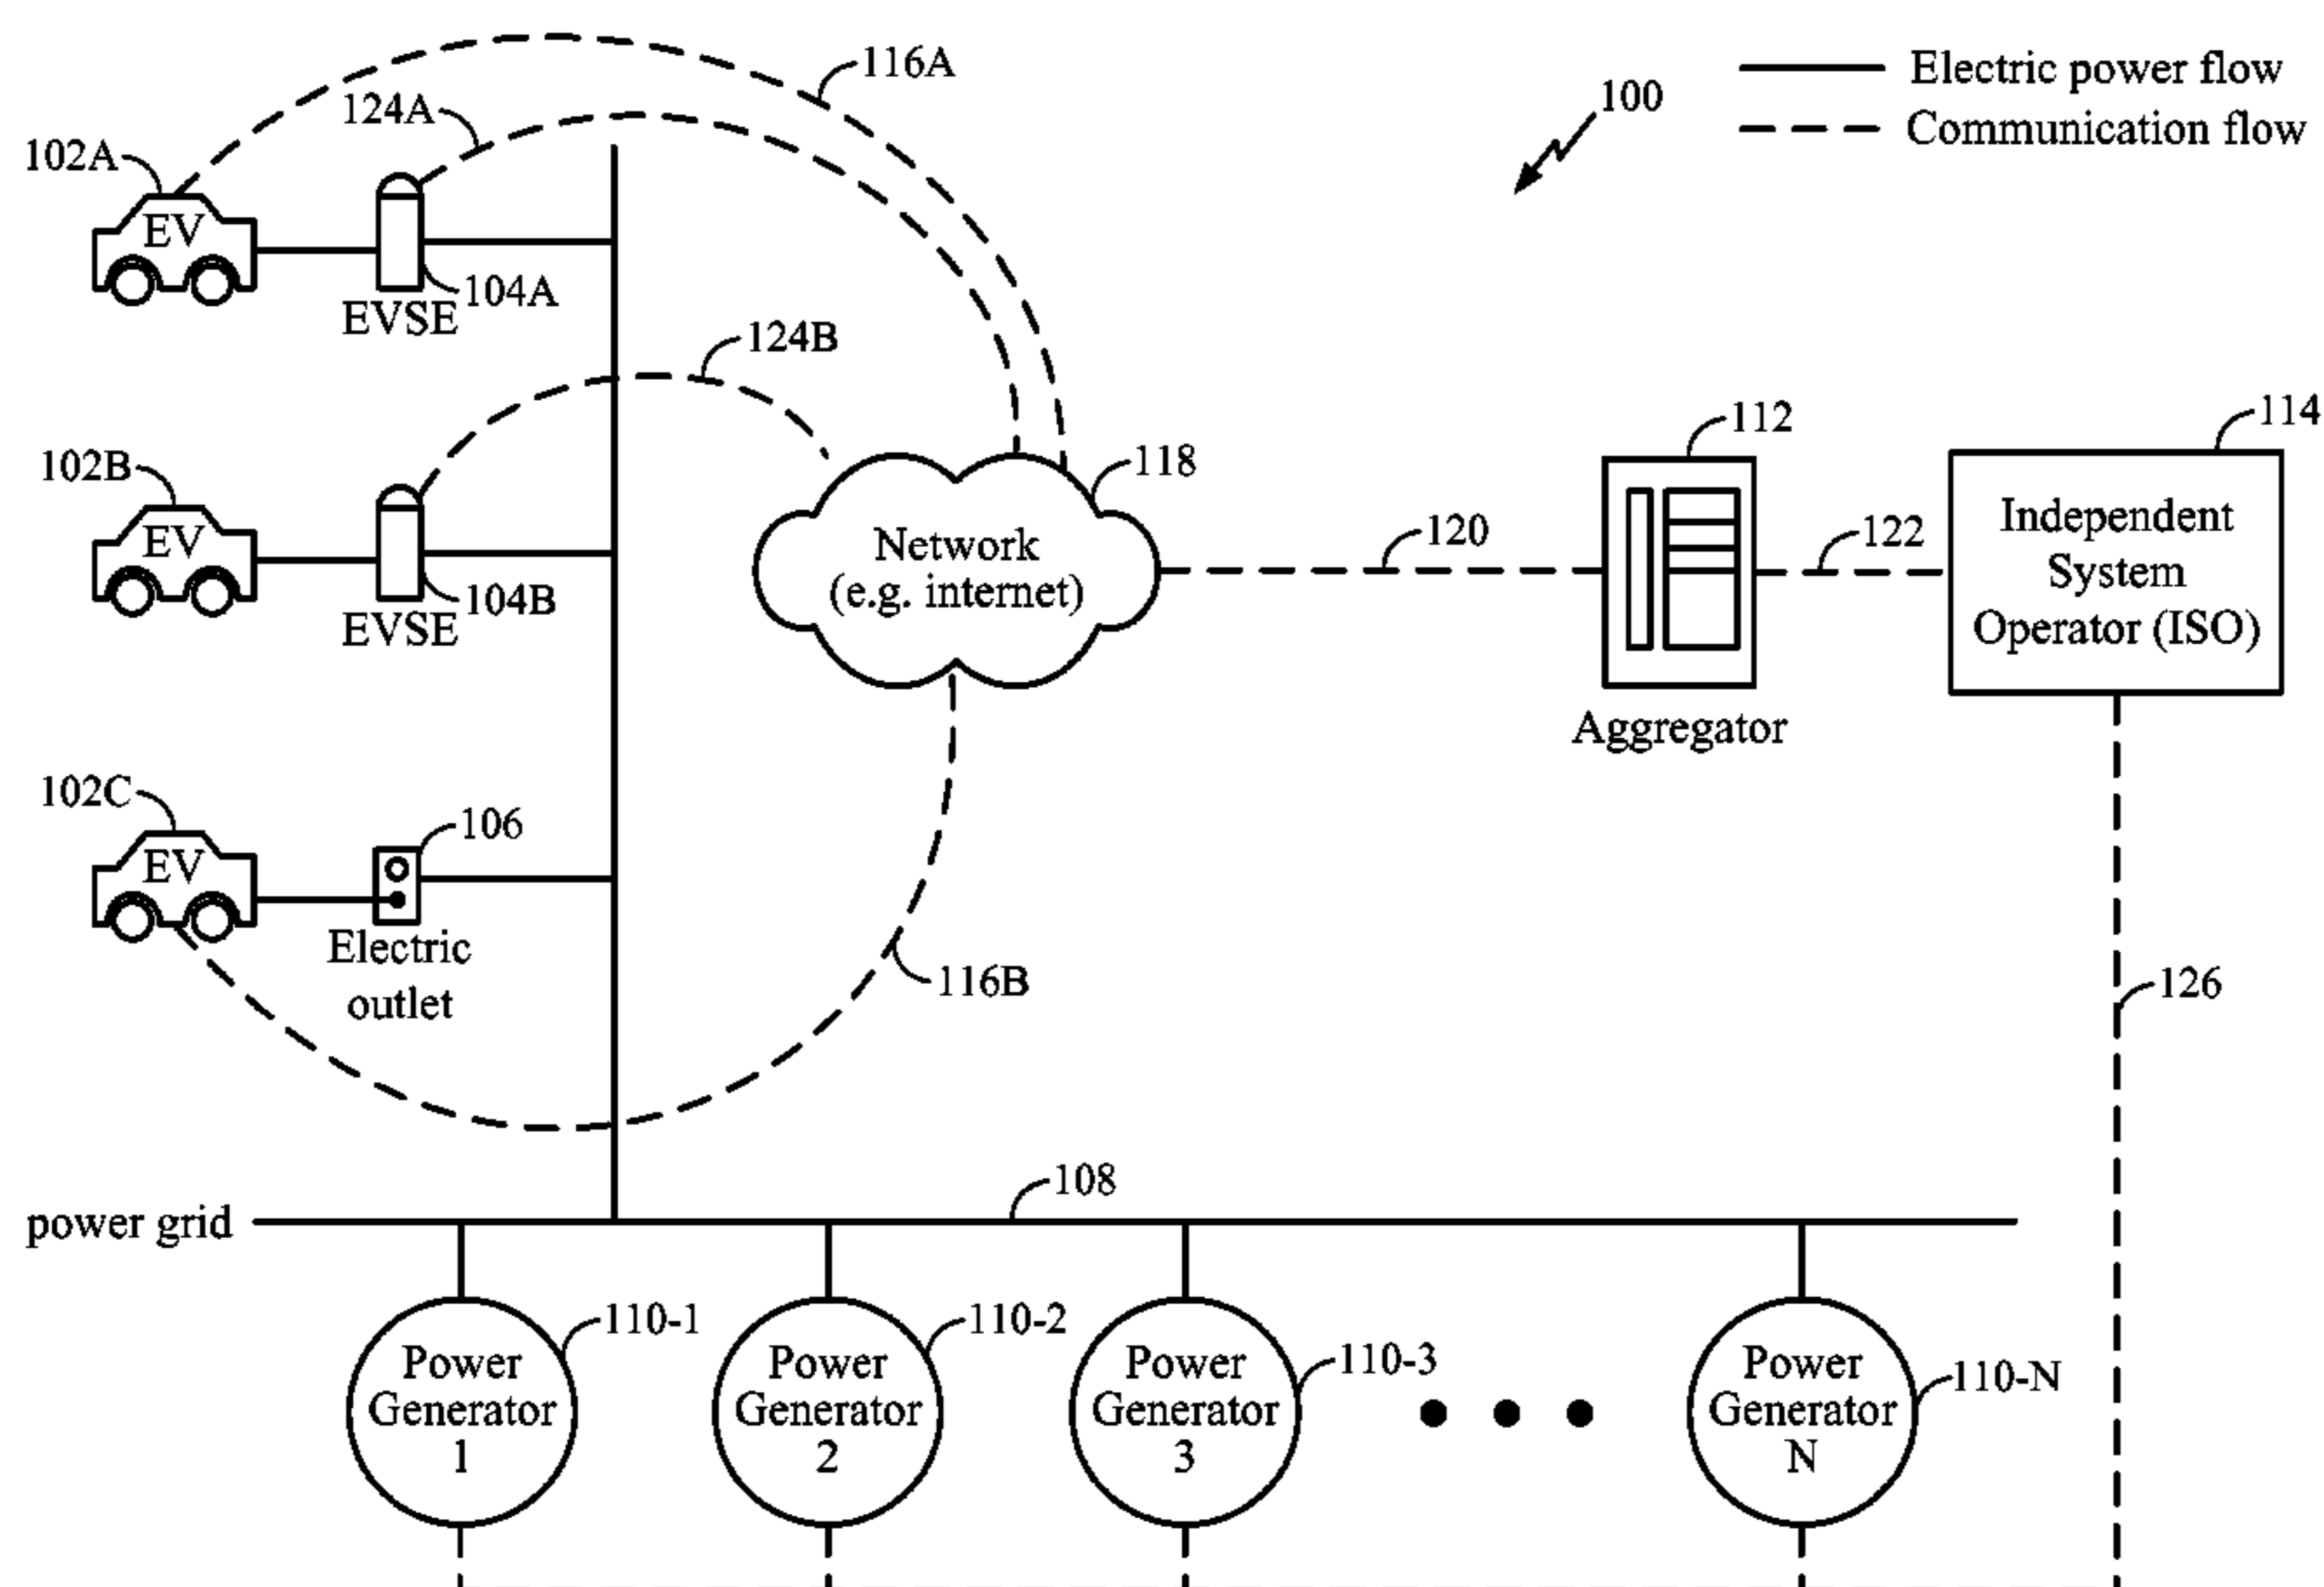 116A
Electric power flow
100
124A
Communication flow
102A
EV
104A
EVSE
124B
112
114
102B
118
EV
Network
(e.g. internet)
120
122
Independent
System
Operator (ISO)
104B
EVSE
Aggregator
102C
106
EV
Electric
outlet
116B
126
108
power grid
110-1
110-2
110-3
110-N
Power
Generator
1
Power
Generator
2
Power
Generator
3
Power
Generator
N